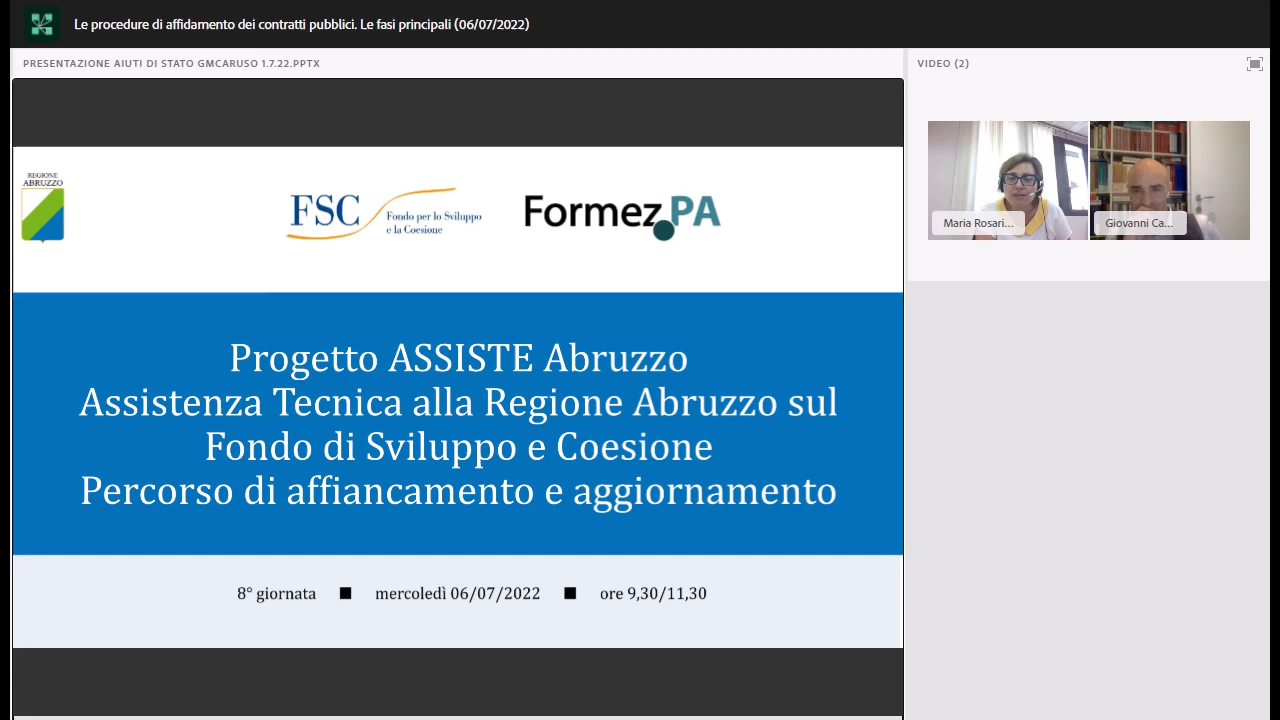 Le procedure di affidamento dei contratti pubblici. Le fasi principali (06/07/2022)
PRESENTAZIONE AIUTI DI STATO GMCARUSO 1.7.22.PPTX
VIDEO (2)
REGIONE
ABRUZZO
FSC
Fondo per lo Sviluppo
e la Coesione
Formez PA
Maria Rosari...
Giovanni Ca...
Progetto ASSISTE Abruzzo
Assistenza Tecnica alla Regione Abruzzo sul
Fondo di Sviluppo e Coesione
Percorso di affiancamento e aggiornamento
8° giornata ■ mercoledì 06/07/2022 ■ ore 9,30/11,30